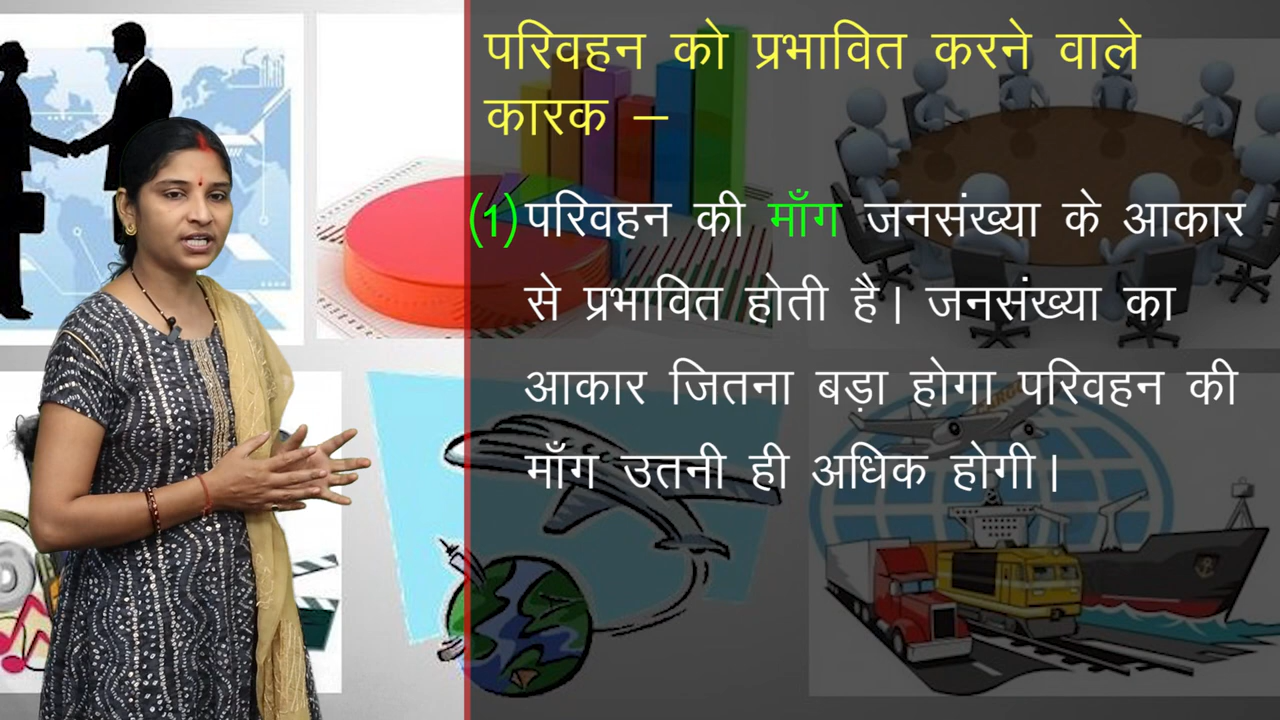 परिवहन को प्रभावित करने वाले
कारक –
(1) परिवहन की माँग जनसंख्या के आकार
से प्रभावित होती है। जनसंख्या का
आकार जितना बड़ा होगा परिवहन की
माँग उतनी ही अधिक होगी।
CARGO